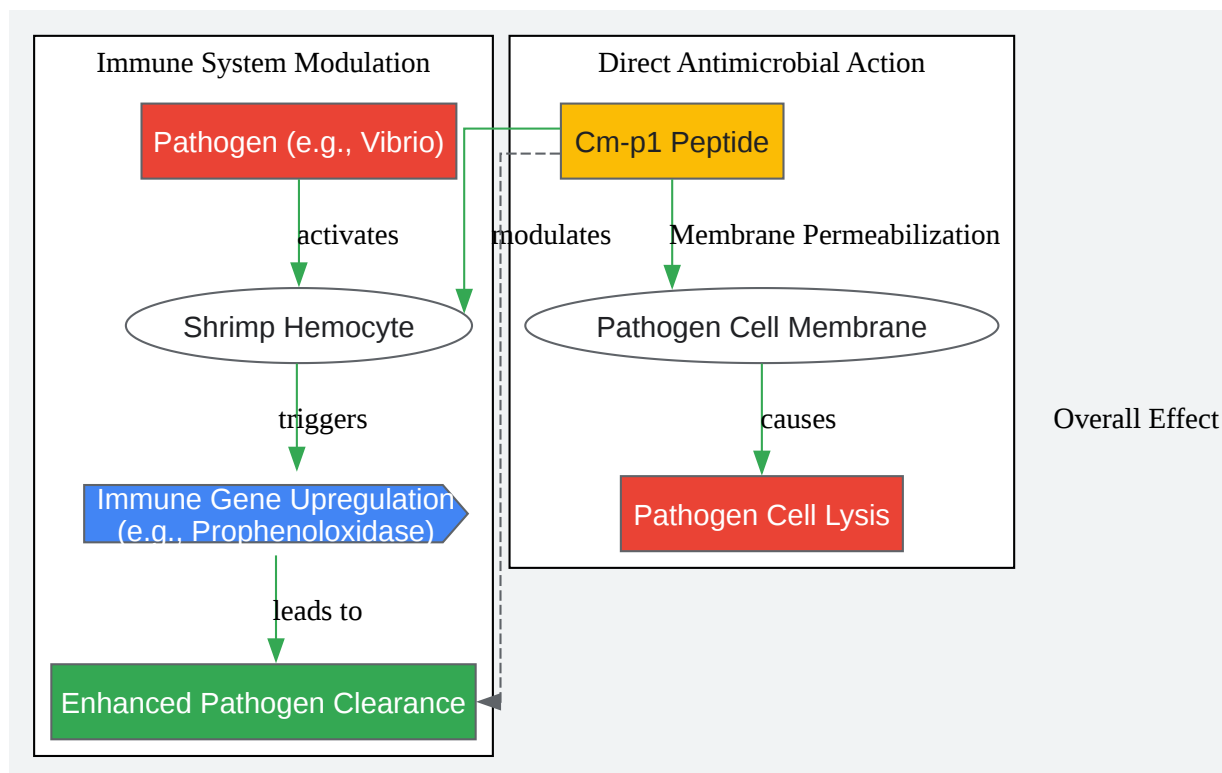 Immune System Modulation
Direct Antimicrobial Action
Pathogen (e.g., Vibrio)
Cm-p1 Peptide
activates
modulates
Membrane Permeabilization
Shrimp Hemocyte
Pathogen Cell Membrane
triggers
causes
Overall Effect
Immune Gene Upregulation
(e.g., Prophenoloxidase)
Pathogen Cell Lysis
leads to
Enhanced Pathogen Clearance